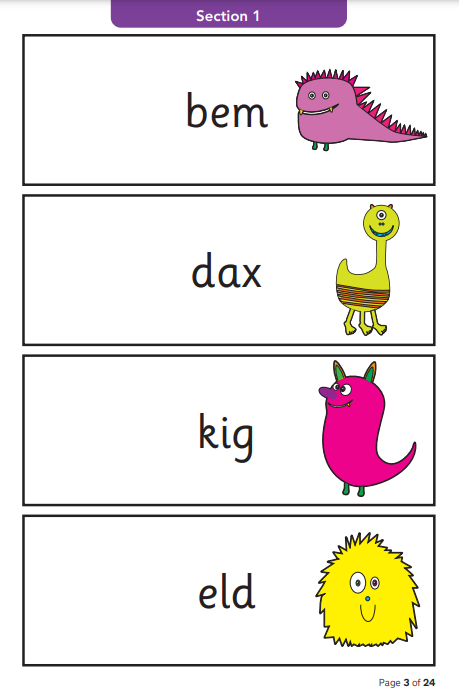 Section 1
bem
dax
kig
eld
Page 3 of 24